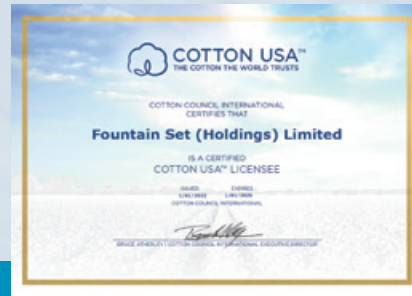 COTTON USA™
THE COTTON THE WORLD TRUSTS
COTTON COUNCIL INTERNATIONAL
CERTIFIES THAT
Fountain Set (Holdings) Limited
IS A CERTIFIED
COTTON USA™ LICENSEE
ISSUED EXPIRES
COTTON COUNCIL INTERNATIONAL
BRUCE ATHERLEY | COTTON COUNCIL INTERNATIONAL EXECUTIVE DIRECTOR